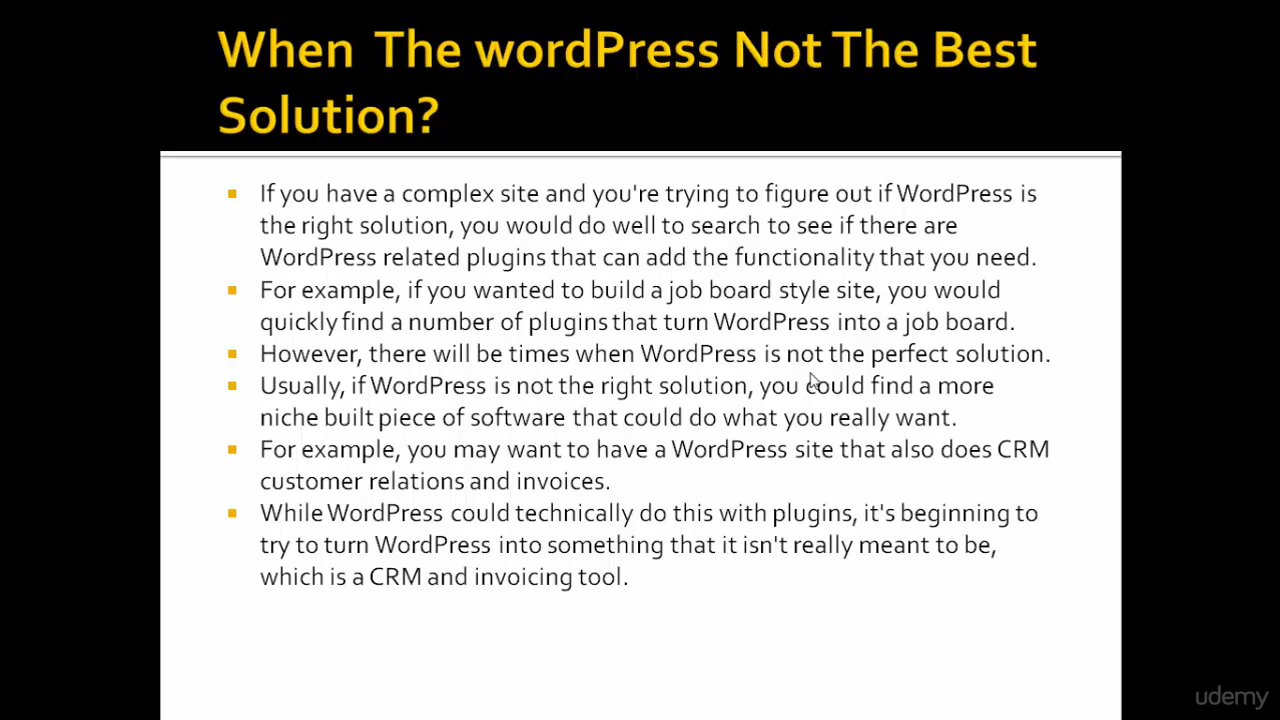 When The wordPress Not The Best
Solution?
If you have a complex site and you're trying to figure out if WordPress is
the right solution, you would do well to search to see if there are
WordPress related plugins that can add the functionality that you need.
For example, if you wanted to build a job board style site, you would
quickly find a number of plugins that turn WordPress into a job board.
However, there will be times when WordPress is not the perfect solution.
Usually, if WordPress is not the right solution, you could find a more
niche built piece of software that could do what you really want.
For example, you may want to have a WordPress site that also does CRM
customer relations and invoices.
While WordPress could technically do this with plugins, it's beginning to
try to turn WordPress into something that it isn't really meant to be,
which is a CRM and invoicing tool.
udemy